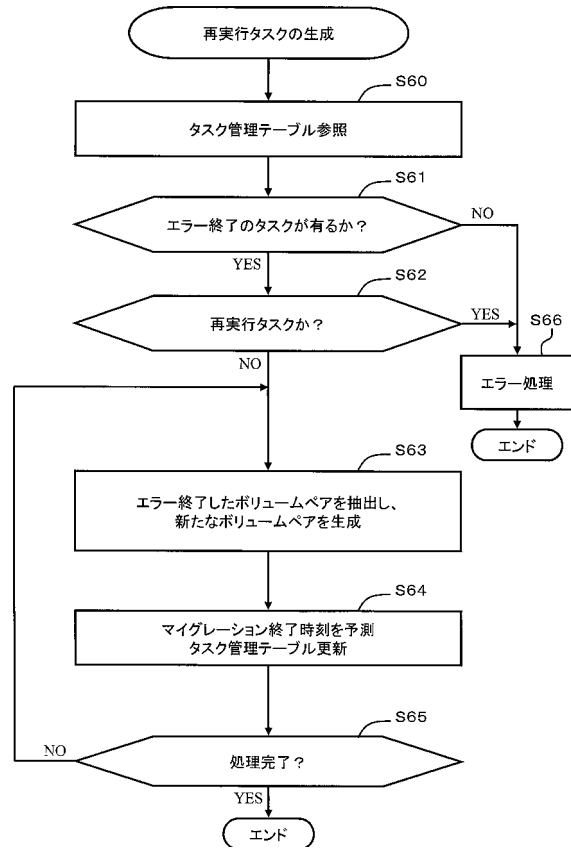 再実行タスクの生成
S60
タスク管理テーブル参照
S61
エラー終了のタスクが有るか?
NO
YES
S62
再実行タスクか?
YES
S66
NO
エラー処理
エンド
S63
エラー終了したボリュームペアを抽出し、
新たなボリュームペアを生成
S64
マイグレーション終了時刻を予測
タスク管理テーブル更新
S65
NO
処理完了?
YES
エンド